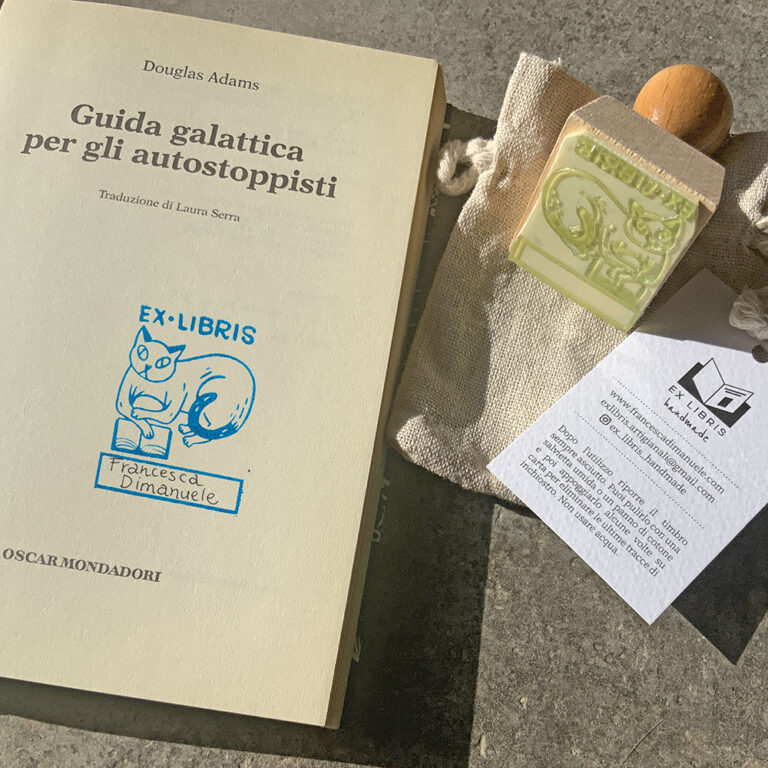 Douglas Adams
Guida galattica
per gli autostoppisti
Traduzione di Laura Serra
EX•LIBRIS
Francesca
Dimanuele
OSCAR MONDADORI
EX•LIBRIS
EX LIBRIS
handmade
www.francescadimanuele.com
exlibris.artigianali@gmail.com
ex_libris_handmade
Dopo l'utilizzo riporre il timbro
sempre asciutto. Puoi pulirlo con una
salvietta umida o un panno di cotone
e poi appoggiarlo alcune volte su
carta per eliminare le ultime tracce di
inchiostro. Non usare acqua.